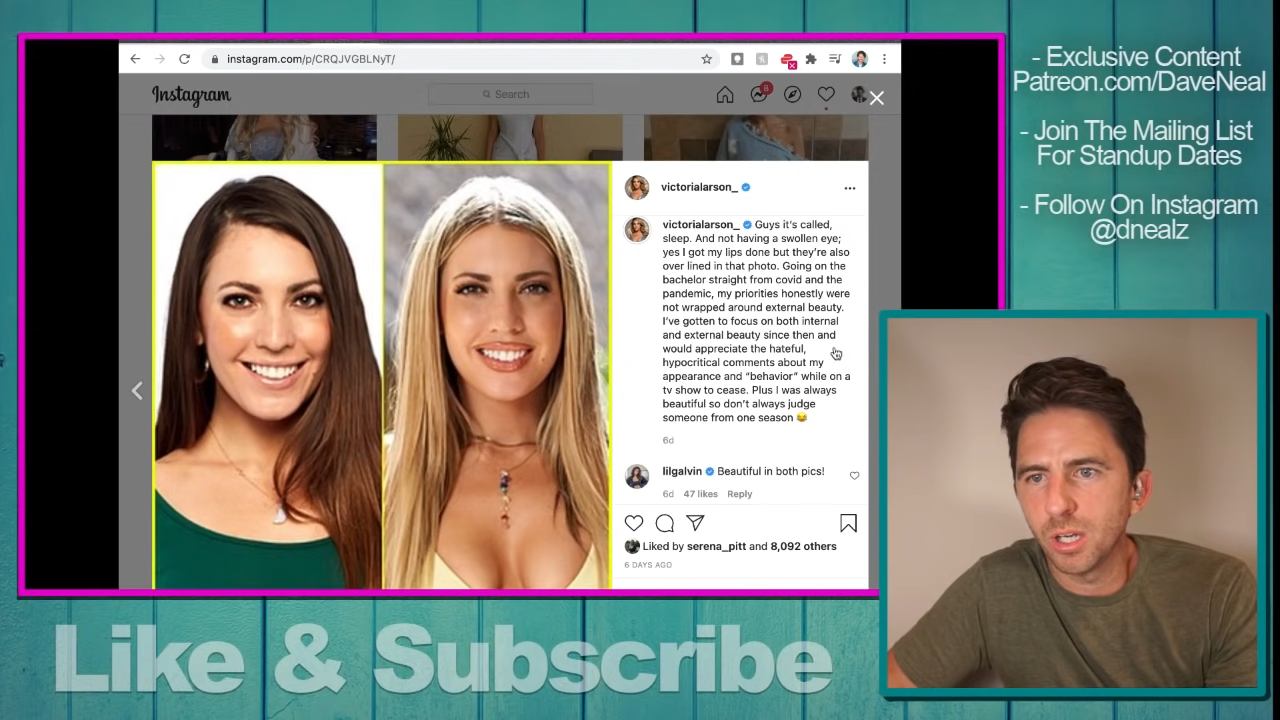 instagram.com/p/CRQJVGBLNyT/
Instagram
Search
8
victorialarson_
victorialarson_ Guys it's called,
sleep. And not having a swollen eye;
yes I got my lips done but they're also
over lined in that photo. Going on the
bachelor straight from covid and the
pandemic, my priorities honestly were
not wrapped around external beauty.
I've gotten to focus on both internal
and external beauty since then and
would appreciate the hateful,
hypocritical comments about my
appearance and “behavior” while on a
tv show to cease. Plus I was always
beautiful so don't always judge
someone from one season 😂
6d
lilgalvin Beautiful in both pics!
6d 47 likes Reply
Liked by serena_pitt and 8,092 others
6 DAYS AGO
- Exclusive Content
Patreon.com/DaveNeal
- Join The Mailing List
For Standup Dates
- Follow On Instagram
@dnealz
Like & Subscribe